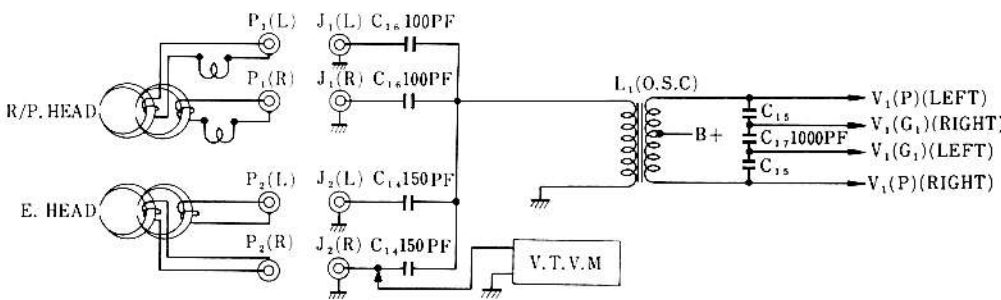 P₁(L) J₁(L) C₁₆ 100PF
P₁(R) J₁(R) C₁₆ 100PF
R/P. HEAD
L₁(O.S.C)
B+
C₁₅
C₁₇ 1000PF
C₁₅
V₁(P)(LEFT)
V₁(G₁)(RIGHT)
V₁(G₁)(LEFT)
V₁(P)(RIGHT)
P₂(L) J₂(L) C₁₄ 150PF
E. HEAD
P₂(R) J₂(R) C₁₄ 150PF
V.T.V.M